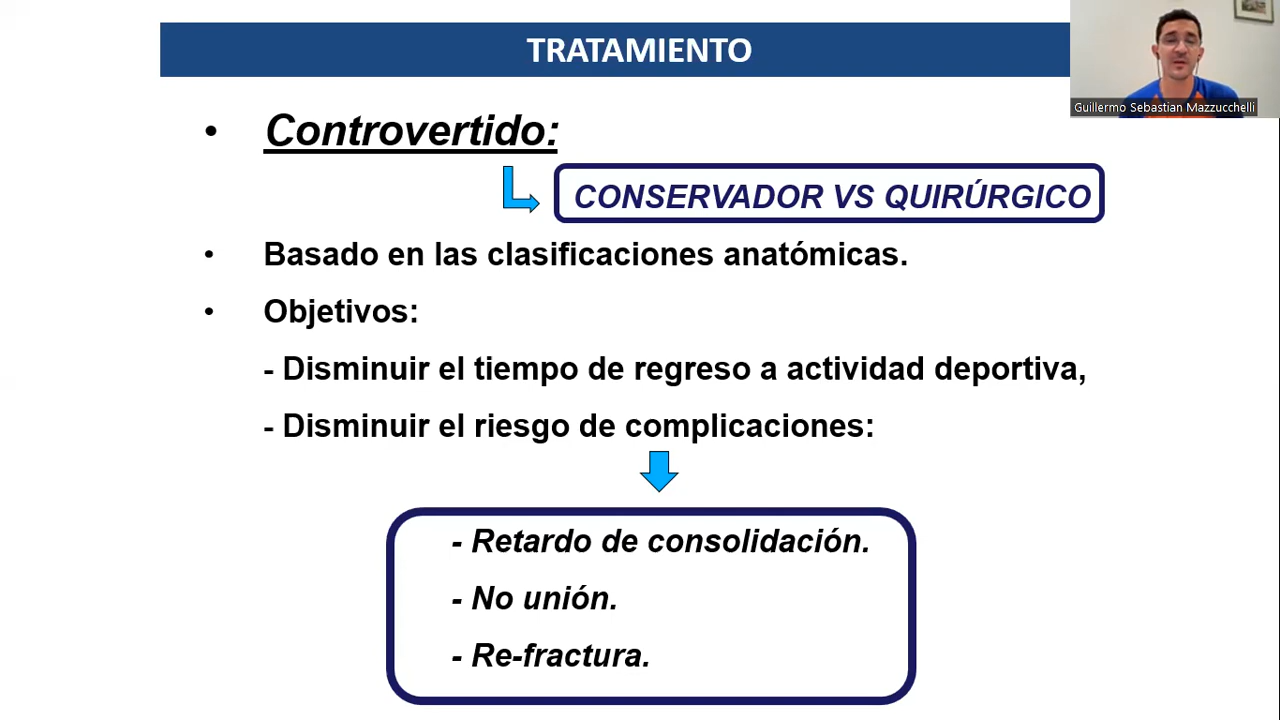 TRATAMIENTO
Guillermo Sebastian Mazzucchelli
• Controvertido:
CONSERVADOR VS QUIRÚRGICO
• Basado en las clasificaciones anatómicas.
• Objetivos:
- Disminuir el tiempo de regreso a actividad deportiva,
- Disminuir el riesgo de complicaciones:
- Retardo de consolidación.
- No unión.
- Re-fractura.